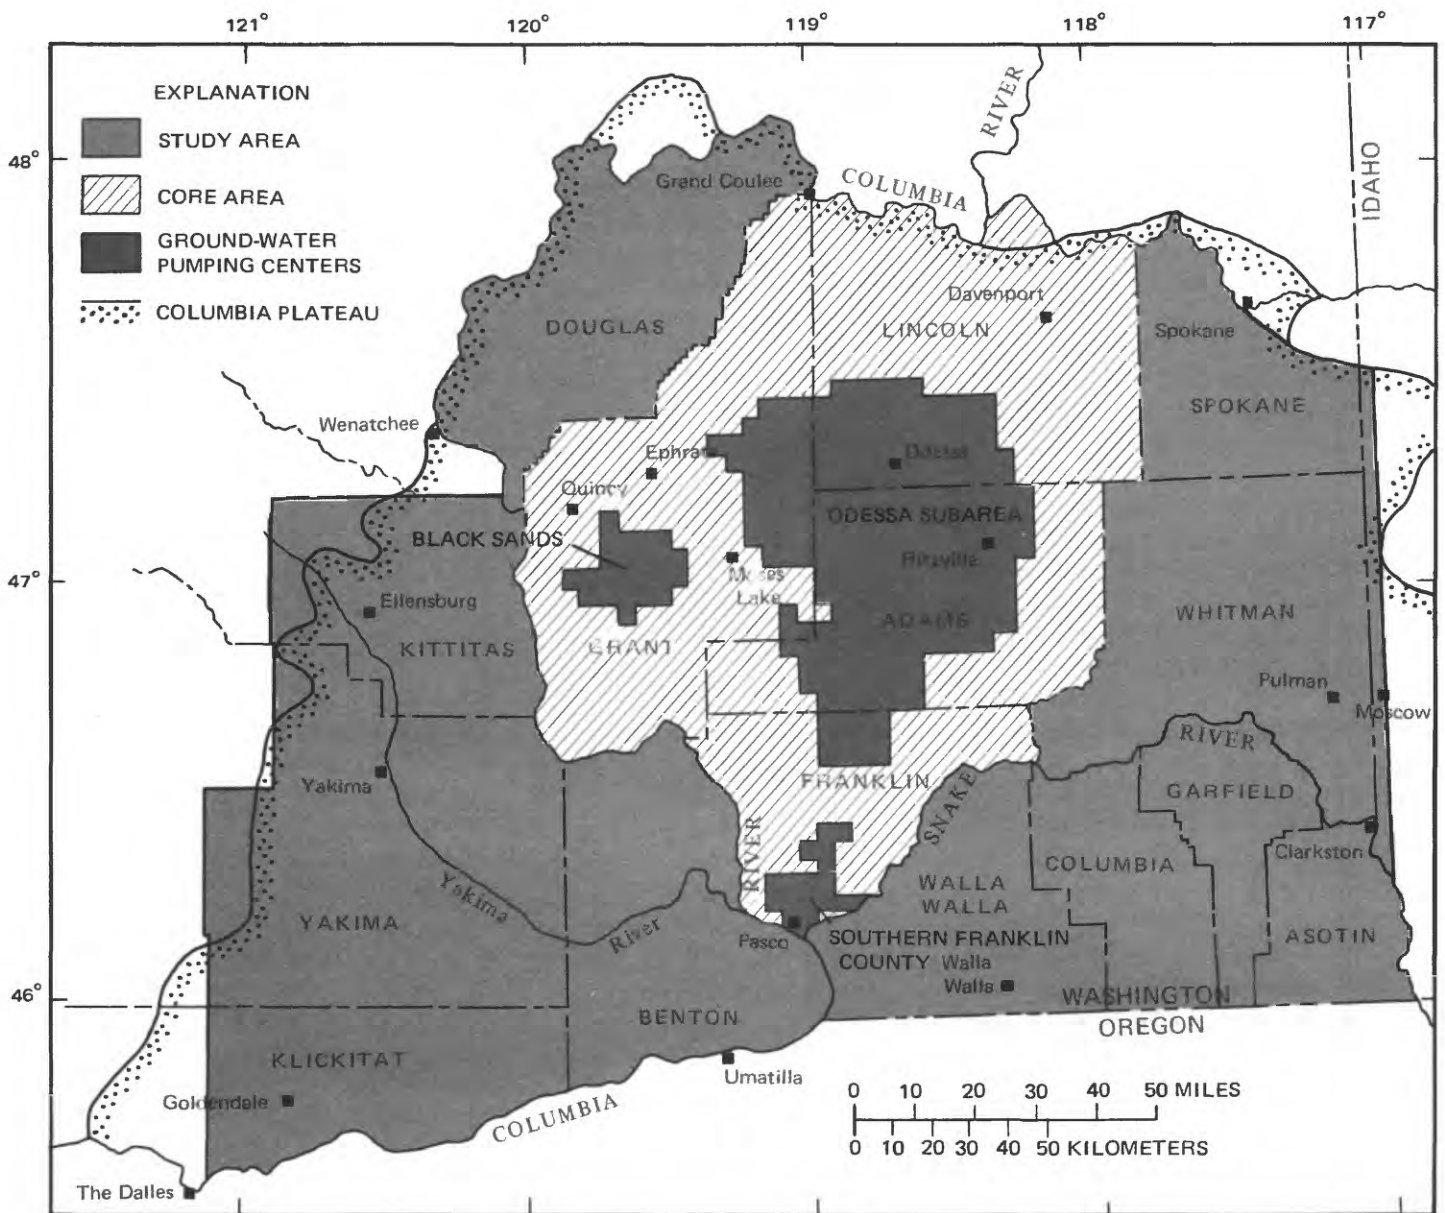 121° 120° 119° 118° 117°
EXPLANATION
STUDY AREA
CORE AREA
GROUND-WATER
PUMPING CENTERS
COLUMBIA PLATEAU
48°
47°
46°
RIVER
IDAHO
Grand Coulee
COLUMBIA
DOUGLAS
Davenport
LINCOLN
Spokane
SPOKANE
Wenatchee
Ephrat
Odessa
Quincy
BLACK SANDS
ODESSA SUBAREA
Ritzville
Moses
Lake
Ellensburg
KITTITAS
GRANT
ADAMS
WHITMAN
Pulman
Moscow
RIVER
Yakima
FRANKLIN
SNAKE
GARFIELD
RIVER
Clarkston
COLUMBIA
Yakima
River
WALLA
WALLA
YAKIMA
Pasco
SOUTHERN FRANKLIN
COUNTY
Walla
Walla
ASOTIN
WASHINGTON
OREGON
BENTON
KLICKITAT
Umatilla
Goldendale
COLUMBIA
The Dalles
0 10 20 30 40 50 MILES
0 10 20 30 40 50 KILOMETERS